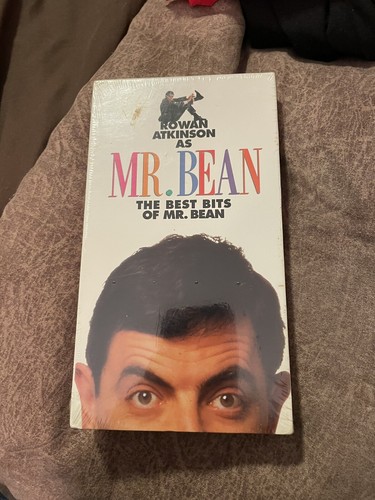 ROWAN
ATKINSON
AS
MR. BEAN
THE BEST BITS
OF MR. BEAN